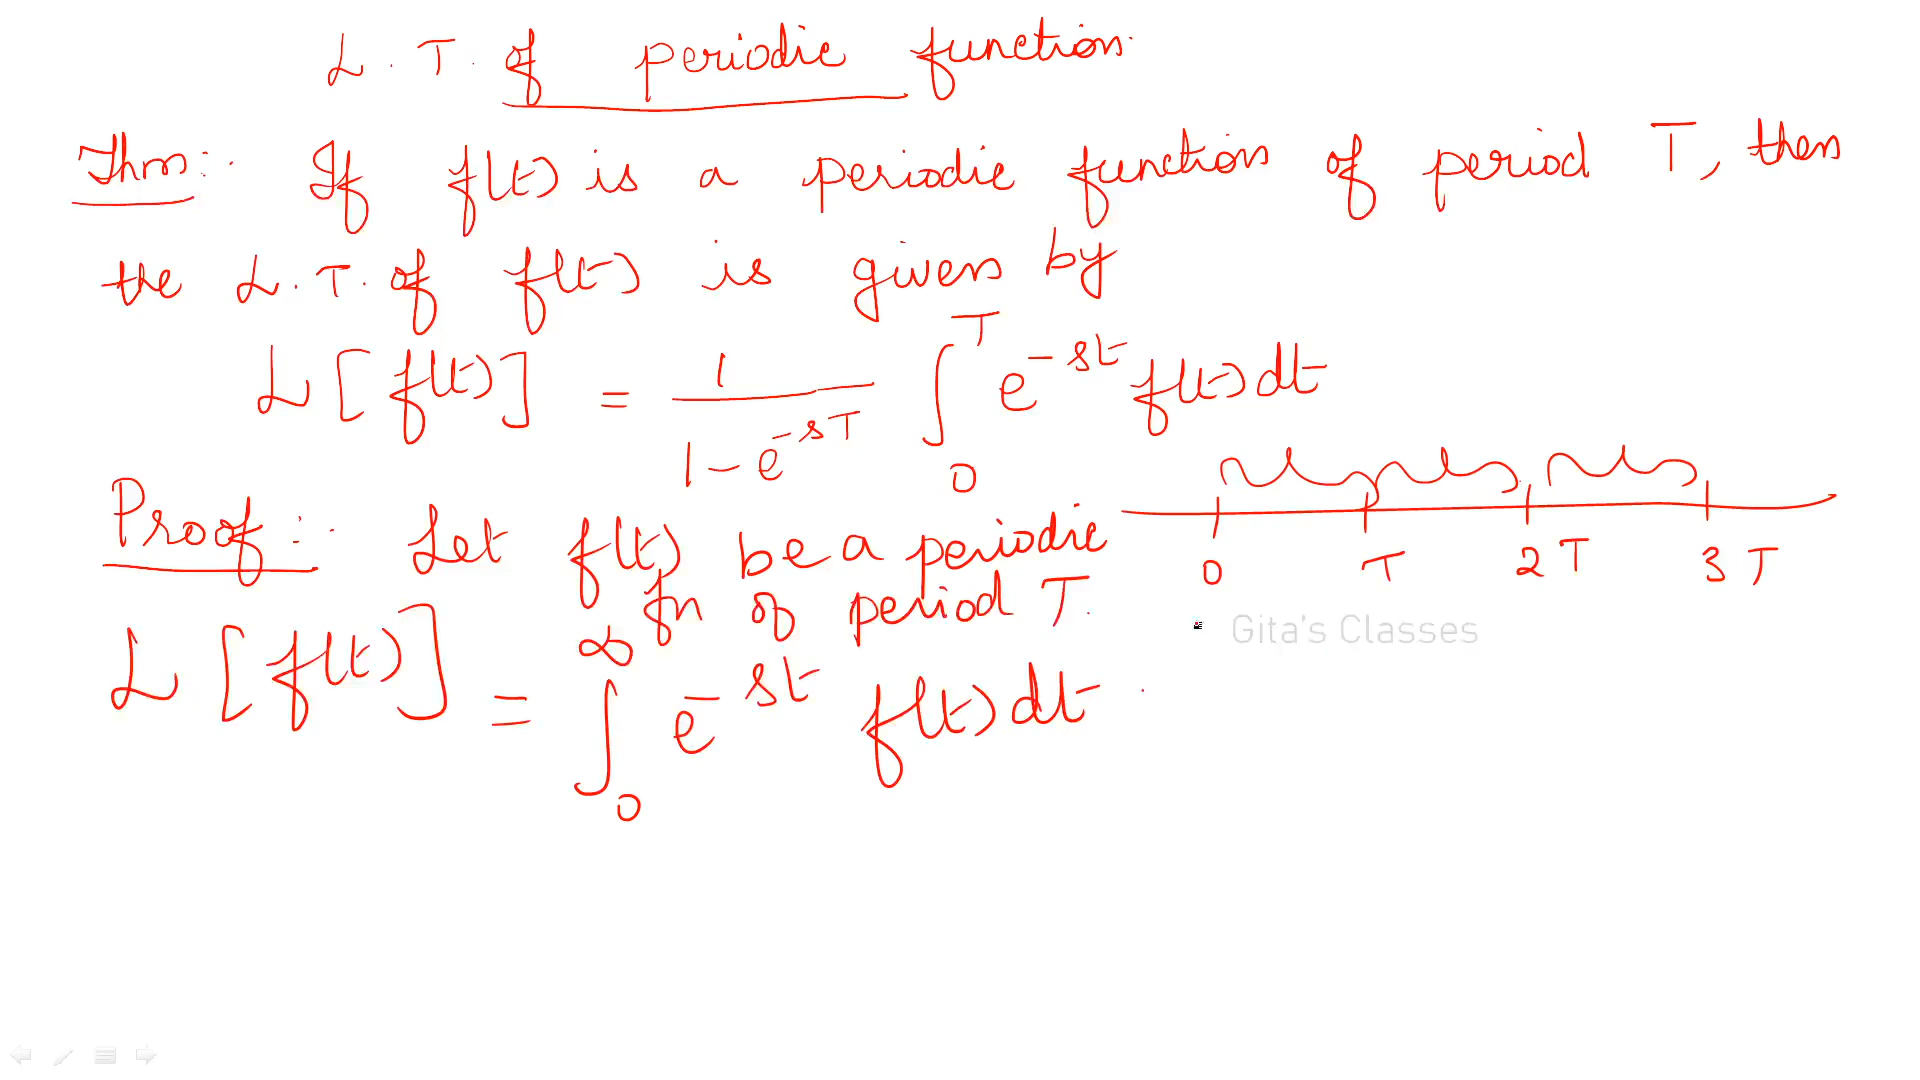 L.T. of periodic function.
Thm:- If f(t) is a periodic function of period T, then
the L.T. of f(t) is given by
L[f(t)] = 1/(1-e^{-sT}) ∫_0^T e^{-st} f(t) dt
Proof:- Let f(t) be a periodic
fn of period T.
0 T 2T 3T
Gita's Classes
L[f(t)] = ∫_0^∞ e^{-st} f(t) dt